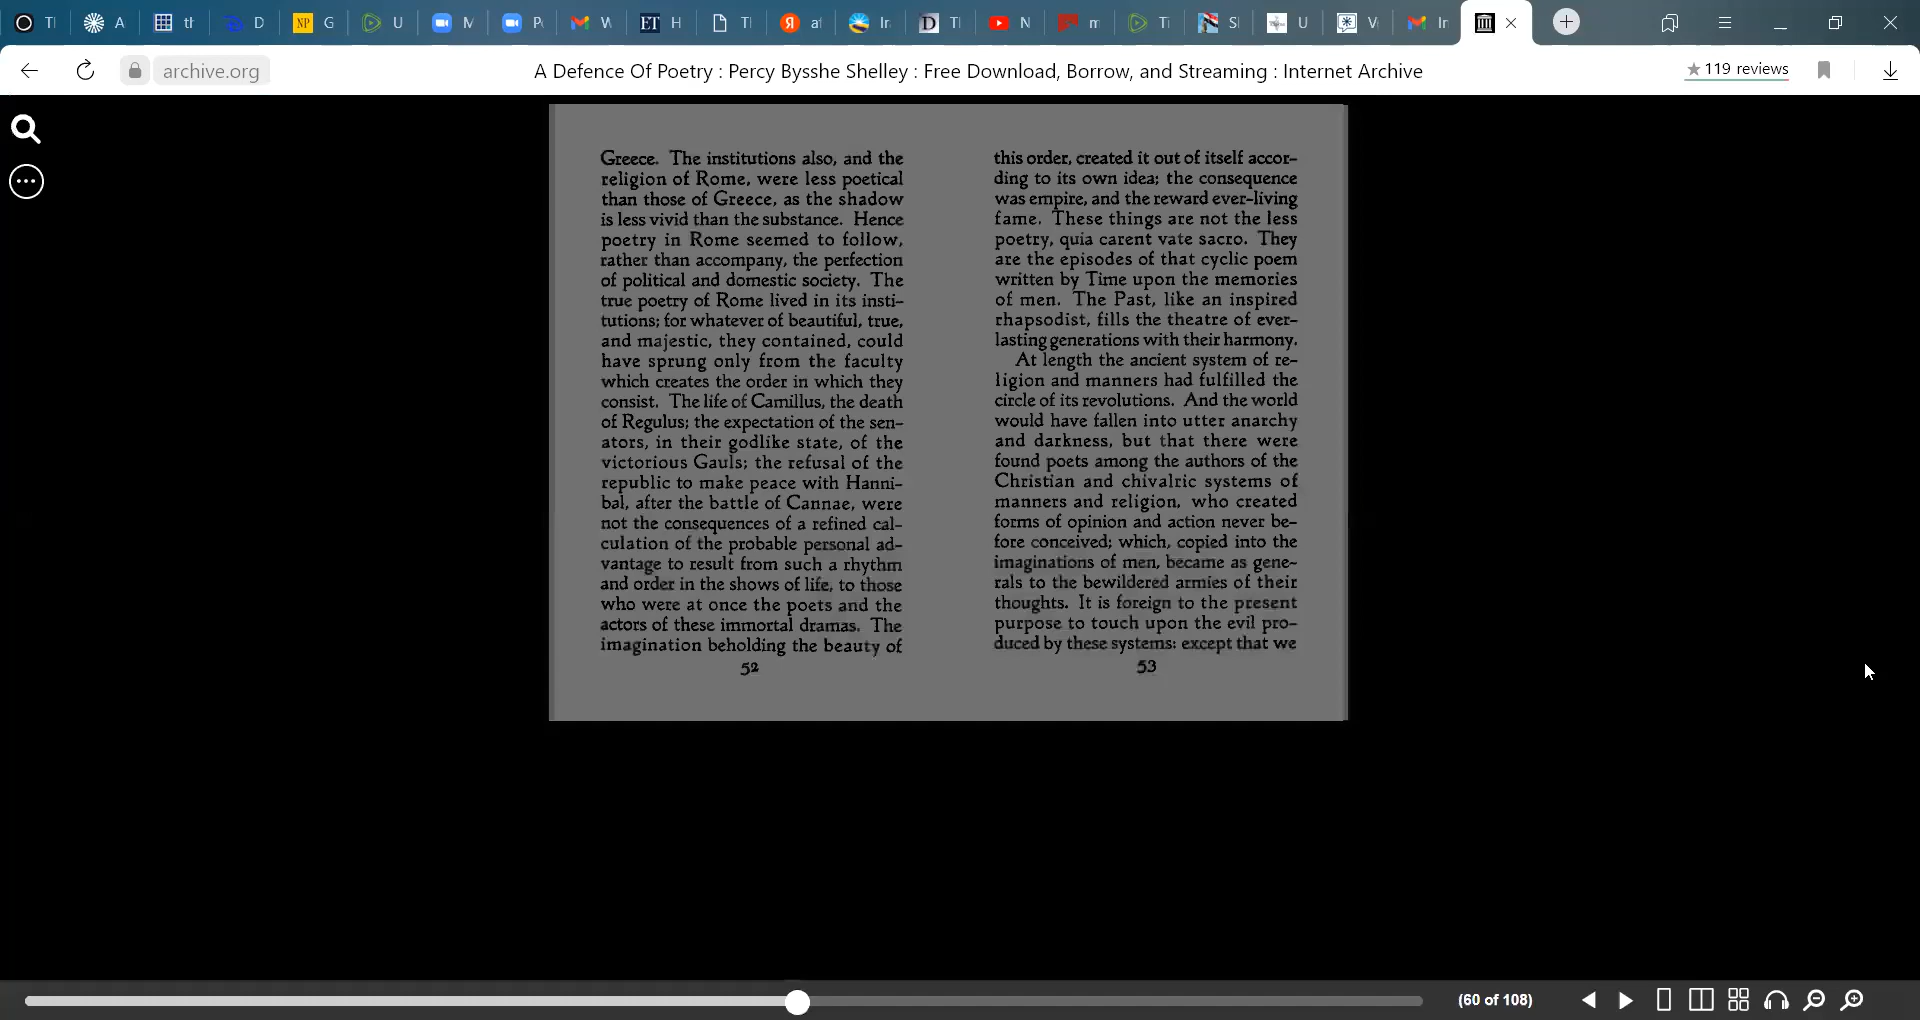 T
A
th
D
NP
G
U
M
P
W
ET
H
T
Я
at
In
D
T
N
m
Ti
S
U
V
In
archive.org
A Defence Of Poetry : Percy Bysshe Shelley : Free Download, Borrow, and Streaming : Internet Archive
★ 119 reviews
Greece. The institutions also, and the
religion of Rome, were less poetical
than those of Greece, as the shadow
is less vivid than the substance. Hence
poetry in Rome seemed to follow,
rather than accompany, the perfection
of political and domestic society. The
true poetry of Rome lived in its insti-
tutions; for whatever of beautiful, true,
and majestic, they contained, could
have sprung only from the faculty
which creates the order in which they
consist. The life of Camillus, the death
of Regulus; the expectation of the sen-
ators, in their godlike state, of the
victorious Gauls; the refusal of the
republic to make peace with Hanni-
bal, after the battle of Cannae, were
not the consequences of a refined cal-
culation of the probable personal ad-
vantage to result from such a rhythm
and order in the shows of life, to those
who were at once the poets and the
actors of these immortal dramas. The
imagination beholding the beauty of
52
this order, created it out of itself accor-
ding to its own idea; the consequence
was empire, and the reward ever-living
fame. These things are not the less
poetry, quia carent vate sacro. They
are the episodes of that cyclic poem
written by Time upon the memories
of men. The Past, like an inspired
rhapsodist, fills the theatre of ever-
lasting generations with their harmony.
At length the ancient system of re-
ligion and manners had fulfilled the
circle of its revolutions. And the world
would have fallen into utter anarchy
and darkness, but that there were
found poets among the authors of the
Christian and chivalric systems of
manners and religion, who created
forms of opinion and action never be-
fore conceived; which, copied into the
imaginations of men, became as gene-
rals to the bewildered armies of their
thoughts. It is foreign to the present
purpose to touch upon the evil pro-
duced by these systems: except that we
53
(60 of 108)